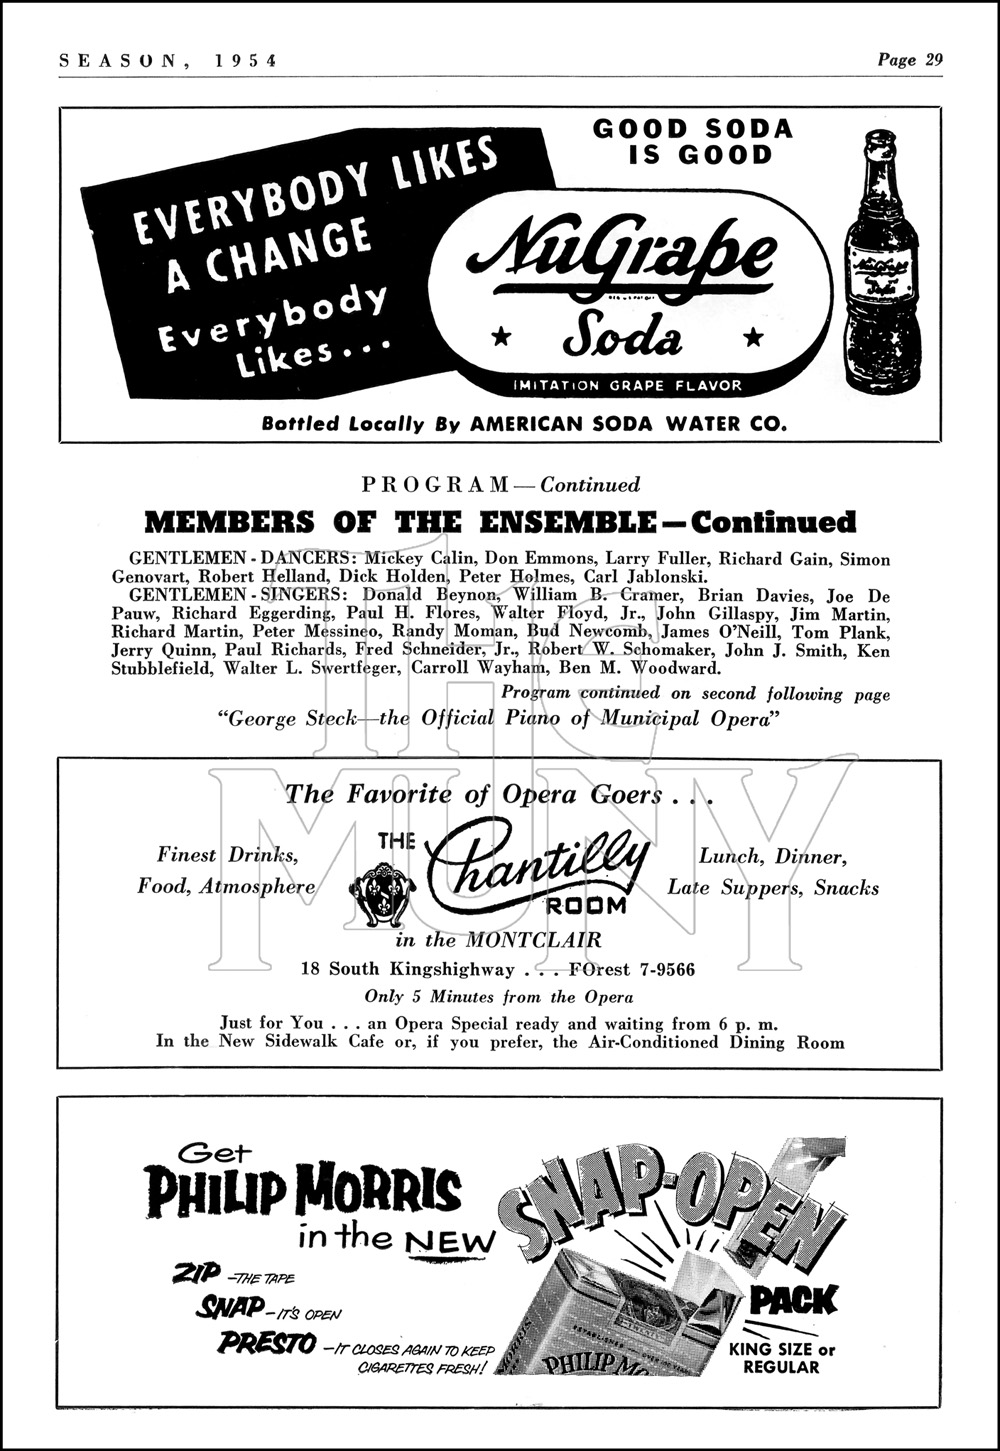 SEASON, 1954
Page 29
GOOD SODA
IS GOOD
EVERYBODY LIKES
A CHANGE
Everybody
Likes...
NuGrape
Soda
IMITATION GRAPE FLAVOR
NuGrape
Soda
Bottled Locally By AMERICAN SODA WATER CO.
PROGRAM—Continued
MEMBERS OF THE ENSEMBLE—Continued
GENTLEMEN - DANCERS: Mickey Calin, Don Emmons, Larry Fuller, Richard Gain, Simon
Genovart, Robert Helland, Dick Holden, Peter Holmes, Carl Jablonski.
GENTLEMEN - SINGERS: Donald Beynon, William B. Cramer, Brian Davies, Joe De
Pauw, Richard Eggerding, Paul H. Flores, Walter Floyd, Jr., John Gillaspy, Jim Martin,
Richard Martin, Peter Messineo, Randy Moman, Bud Newcomb, James O'Neill, Tom Plank,
Jerry Quinn, Paul Richards, Fred Schneider, Jr., Robert W. Schomaker, John J. Smith, Ken
Stubblefield, Walter L. Swertfeger, Carroll Wayham, Ben M. Woodward.
Program continued on second following page
"George Steck—the Official Piano of Municipal Opera"
The MUNY
The Favorite of Opera Goers . . .
Finest Drinks,
Food, Atmosphere
THE
Chantilly
ROOM
Lunch, Dinner,
Late Suppers, Snacks
in the MONTCLAIR
18 South Kingshighway . . . FOrest 7-9566
Only 5 Minutes from the Opera
Just for You . . . an Opera Special ready and waiting from 6 p. m.
In the New Sidewalk Cafe or, if you prefer, the Air-Conditioned Dining Room
Get
PHILIP MORRIS
in the NEW
SNAP-OPEN
PACK
ZIP —THE TAPE
SNAP—IT'S OPEN
PRESTO —IT CLOSES AGAIN TO KEEP
CIGARETTES FRESH!
MORRIS
ESTABLISHED
PHILIP MO
KING SIZE or
REGULAR